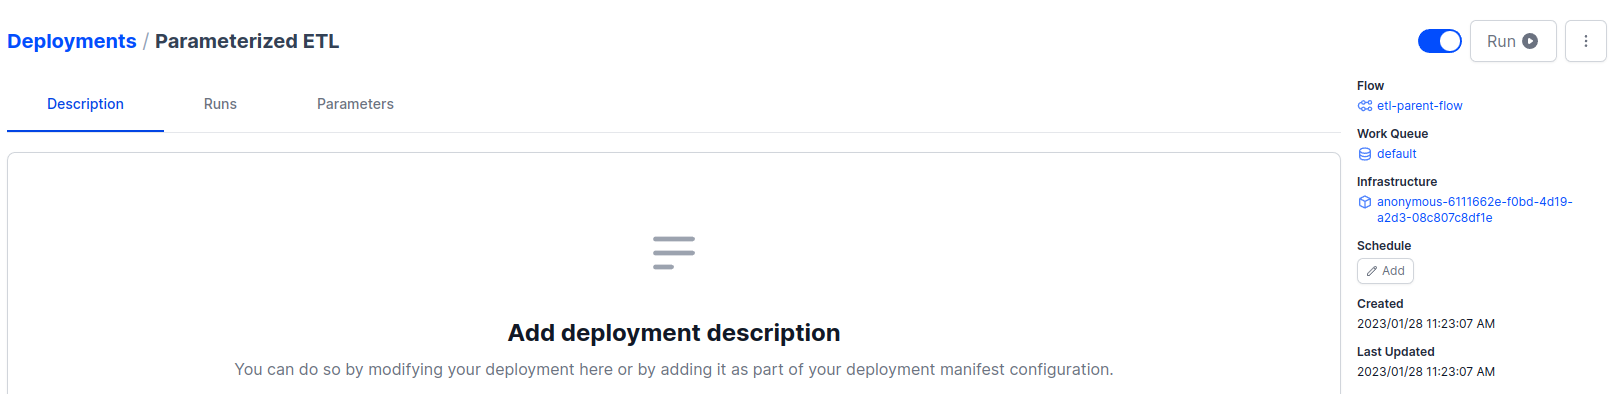 Deployments / Parameterized ETL
Run
Description
Runs
Parameters
Add deployment description
You can do so by modifying your deployment here or by adding it as part of your deployment manifest configuration.
Flow
etl-parent-flow
Work Queue
default
Infrastructure
anonymous-6111662e-f0bd-4d19-
a2d3-08c807c8df1e
Schedule
Add
Created
2023/01/28 11:23:07 AM
Last Updated
2023/01/28 11:23:07 AM